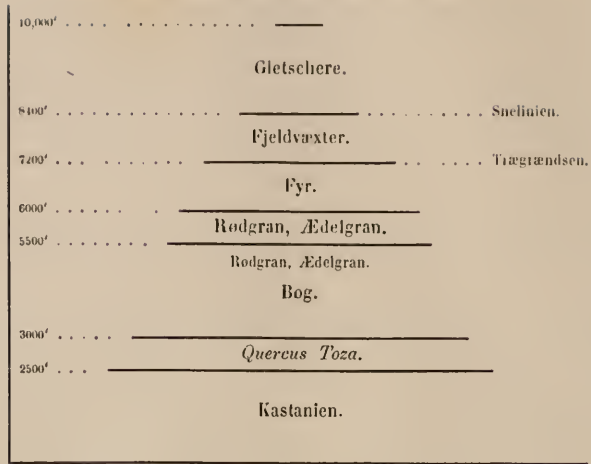 10,000'
Gletschere.
8400' Snelinien.
Fjeldvæxter.
7200' Trægrændsen.
Fyr.
6000'
Rødgran, Ædelgran.
5500'
Rødgran, Ædelgran.
Bog.
3000'
Quercus Toza.
2500'
Kastanien.